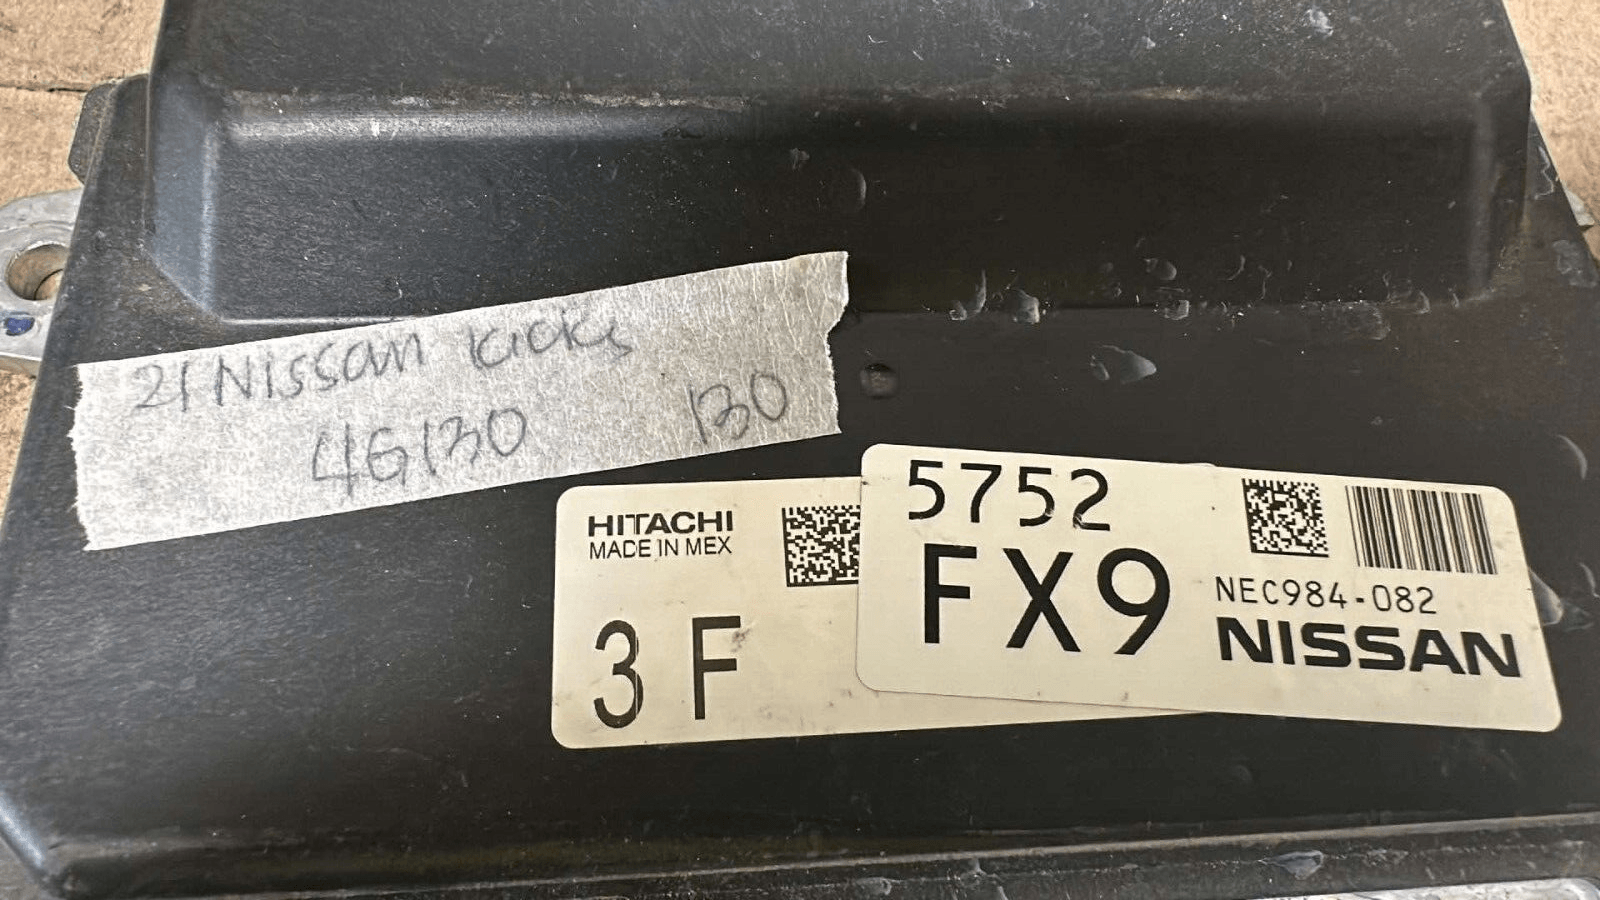 21 Nissan kicks
4G130 130
HITACHI
MADE IN MEX
3 F
5752
FX9
NEC984-082
NISSAN